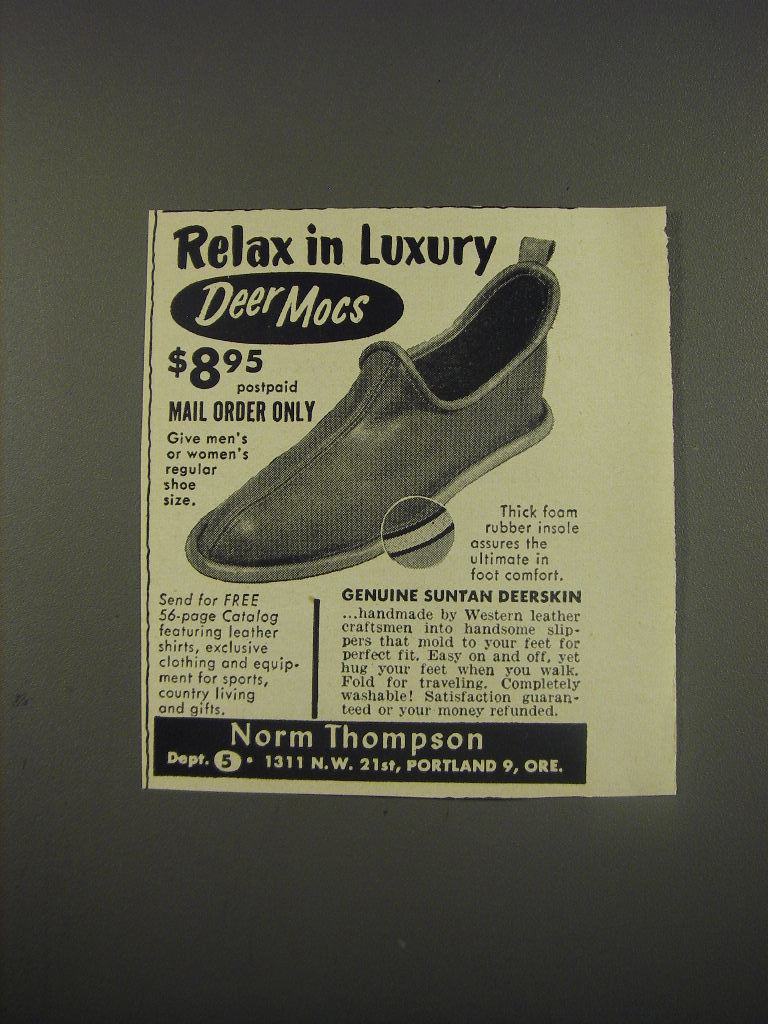 Relax in Luxury
Deer Mocs
$8.95
postpaid
MAIL ORDER ONLY
Give men's
or women's
regular
shoe
size.
Thick foam
rubber insole
assures the
ultimate in
foot comfort.
Send for FREE
56-page Catalog
featuring leather
shirts, exclusive
clothing and equip-
ment for sports,
country living
and gifts.
GENUINE SUNTAN DEERSKIN
...handmade by Western leather
craftsmen into handsome slip-
pers that mold to your feet for
perfect fit. Easy on and off, yet
hug your feet when you walk.
Fold for traveling. Completely
washable! Satisfaction guaran-
teed or your money refunded.
Norm Thompson
Dept. 5 • 1311 N.W. 21st, PORTLAND 9, ORE.